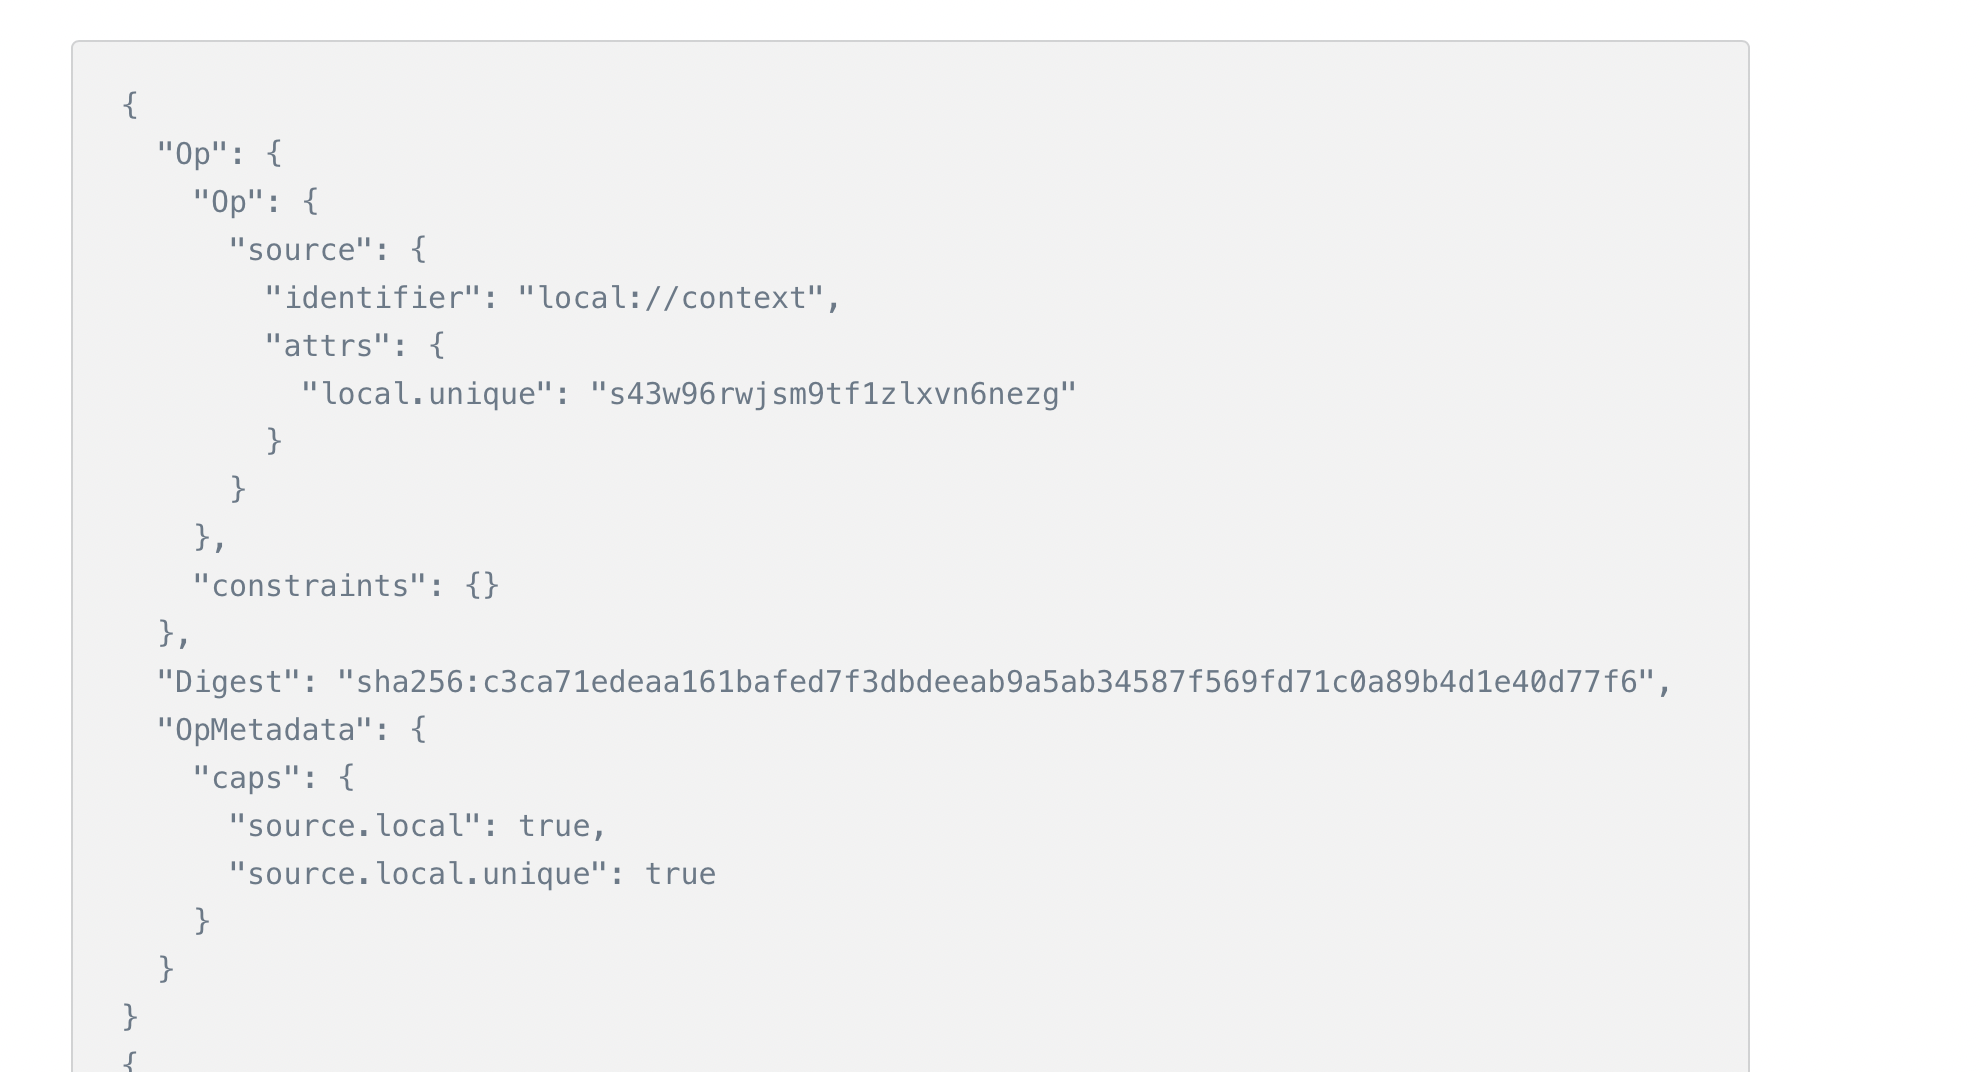 {
  "Op": {
    "Op": {
      "source": {
        "identifier": "local://context",
        "attrs": {
          "local.unique": "s43w96rwjsm9tf1zlxvn6nezg"
        }
      }
    },
    "constraints": {}
  },
  "Digest": "sha256:c3ca71edeaa161bafed7f3dbdeeab9a5ab34587f569fd71c0a89b4d1e40d77f6",
  "OpMetadata": {
    "caps": {
      "source.local": true,
      "source.local.unique": true
    }
  }
}
{